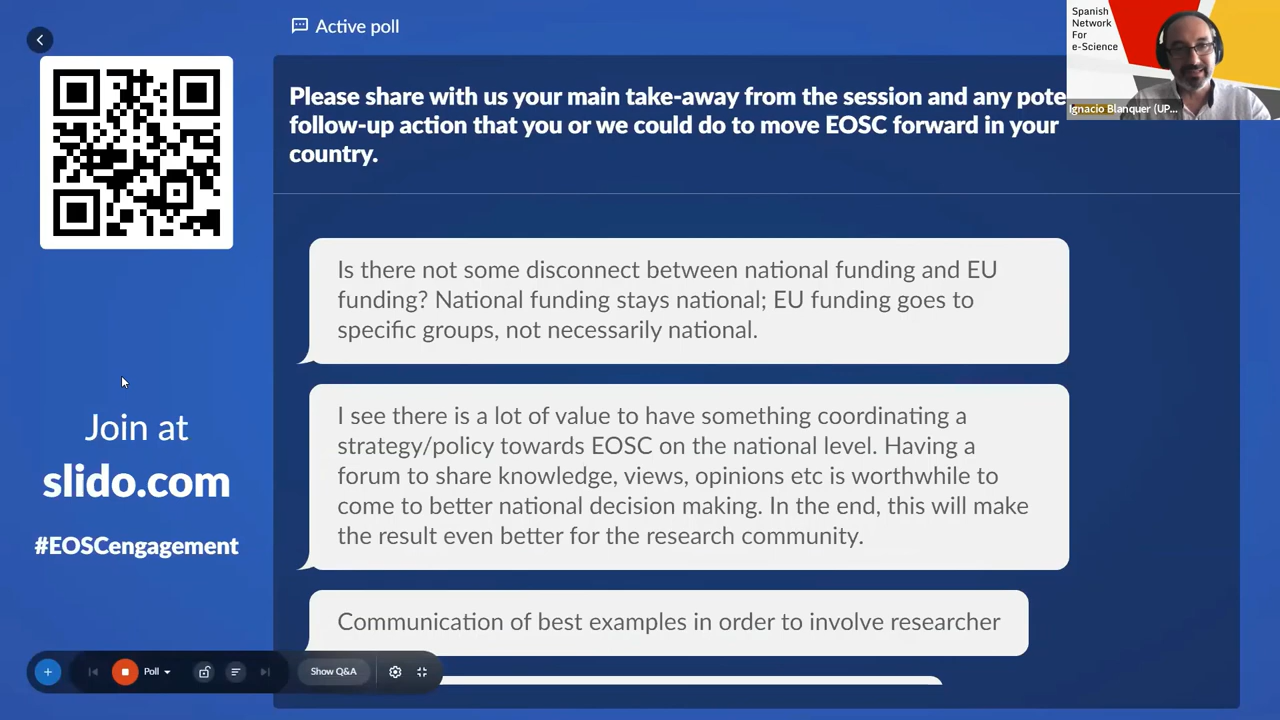 Active poll
Spanish
Network
For
e-Science
Ignacio Blanquer (UP...
Please share with us your main take-away from the session and any pote
follow-up action that you or we could do to move EOSC forward in your
country.
Is there not some disconnect between national funding and EU
funding? National funding stays national; EU funding goes to
specific groups, not necessarily national.
I see there is a lot of value to have something coordinating a
strategy/policy towards EOSC on the national level. Having a
forum to share knowledge, views, opinions etc is worthwhile to
come to better national decision making. In the end, this will make
the result even better for the research community.
Communication of best examples in order to involve researcher
Join at
slido.com
#EOSCengagement
Poll
Show Q&A